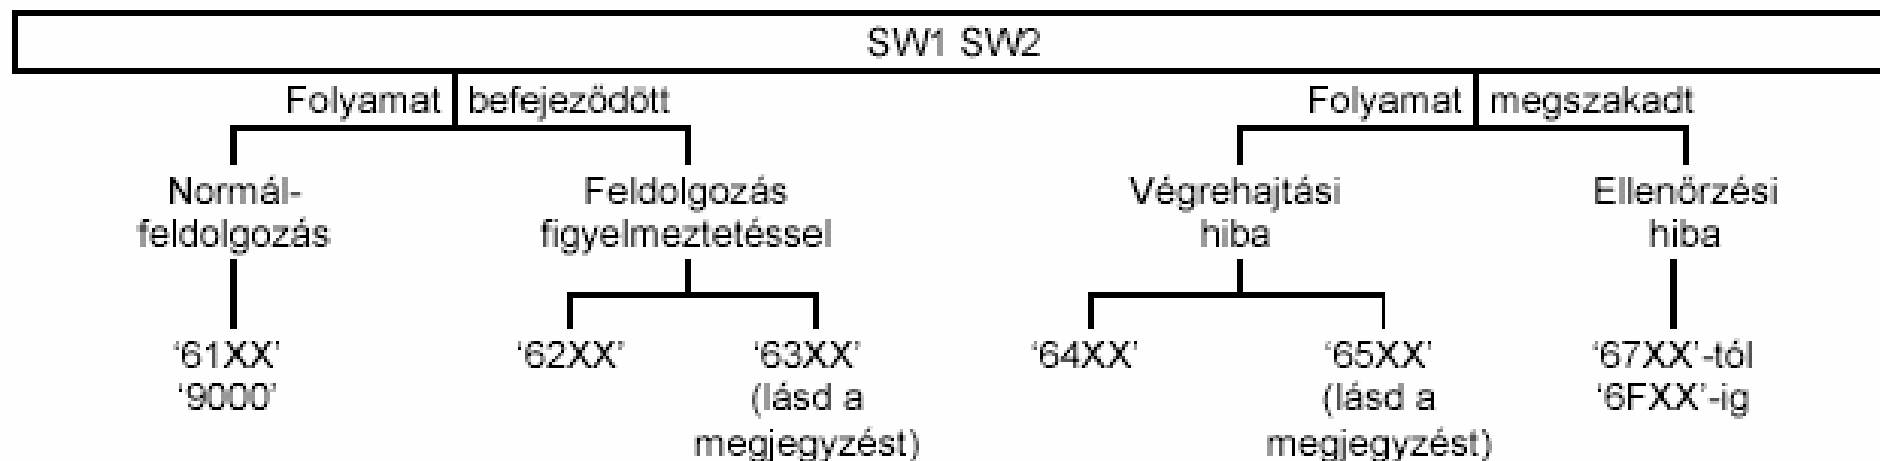 SW1 SW2
Folyamat befejeződött
Folyamat megszakadt
Normál-
feldolgozás
Feldolgozás
figyelmeztetéssel
Végrehajtási
hiba
Ellenőrzési
hiba
‘61XX’
‘9000’
‘62XX’
‘63XX’
(lásd a
megjegyzést)
‘64XX’
‘65XX’
(lásd a
megjegyzést)
‘67XX’-tól
‘6FXX’-ig